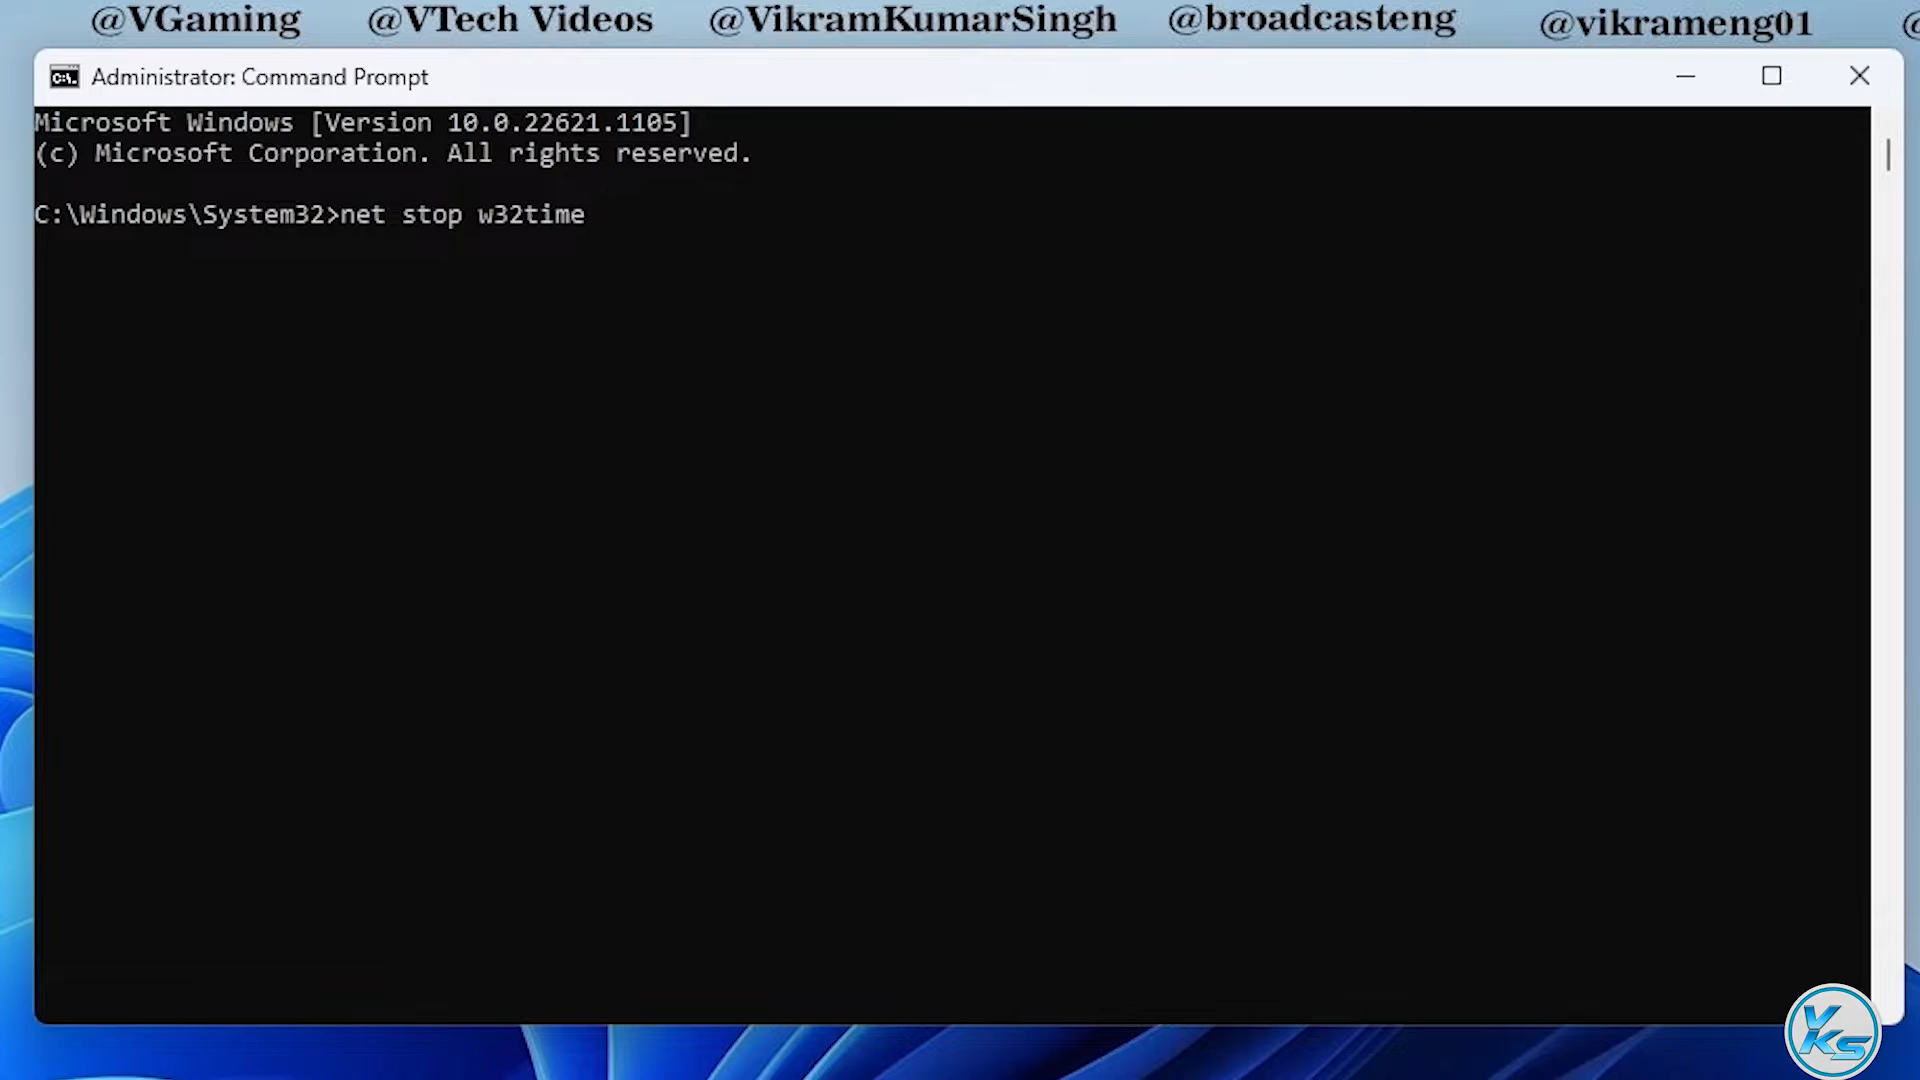 @VGaming @VTech Videos @VikramKumarSingh @broadcasteng @vikrameng01 @
Administrator: Command Prompt
Microsoft Windows [Version 10.0.22621.1105]
(c) Microsoft Corporation. All rights reserved.
C:\Windows\System32>net stop w32time
VKS